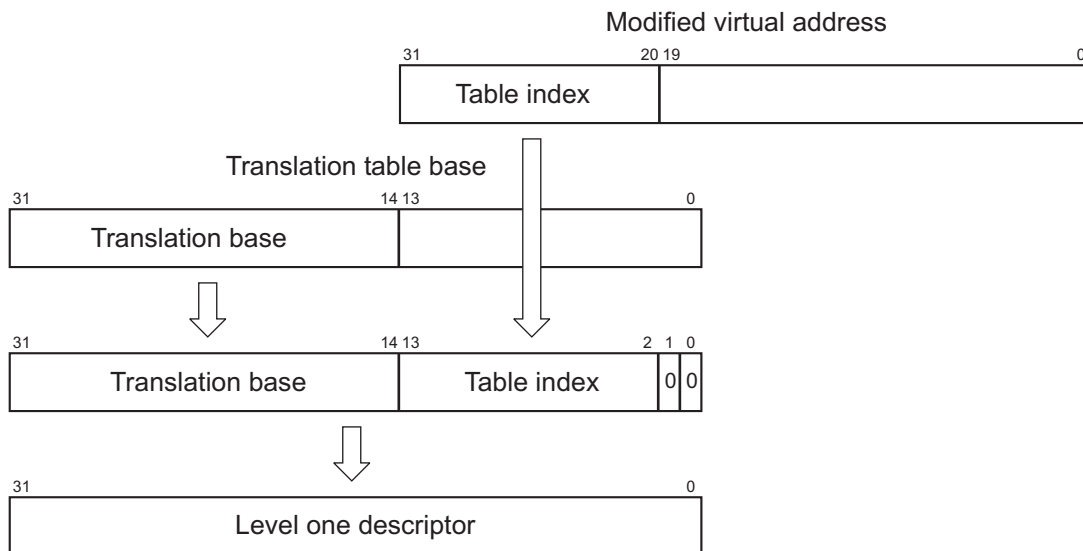 Modified virtual address
31 20 19 0
Table index
Translation table base
31 14 13 0
Translation base
31 14 13 2 1 0
Translation base Table index 0 0
31 0
Level one descriptor